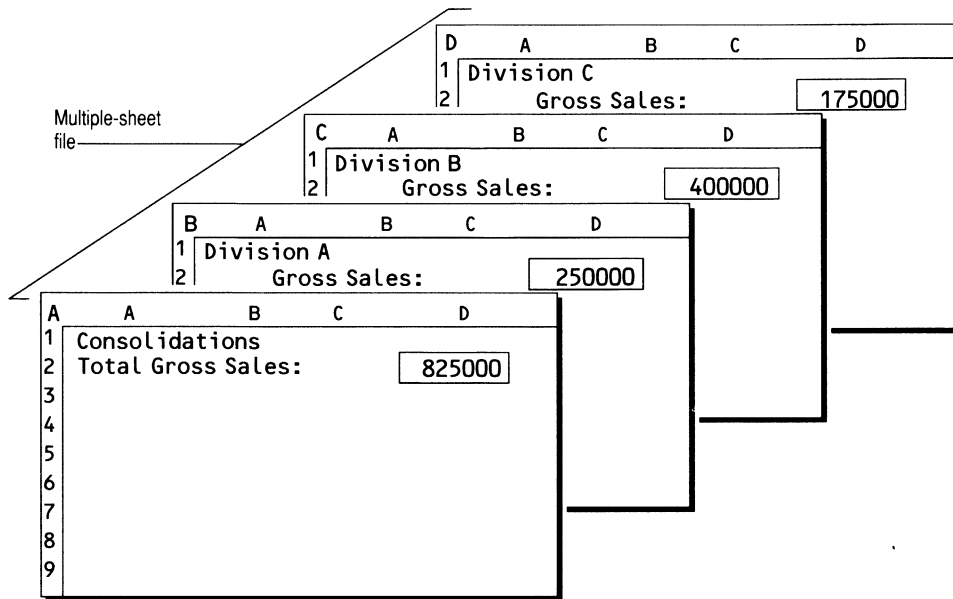 D A B C D
1 Division C
2 Gross Sales: 175000
Multiple-sheet
file
C A B C D
1 Division B
2 Gross Sales: 400000
B A B C D
1 Division A
2 Gross Sales: 250000
A A B C D
1 Consolidations
2 Total Gross Sales: 825000
3
4
5
6
7
8
9